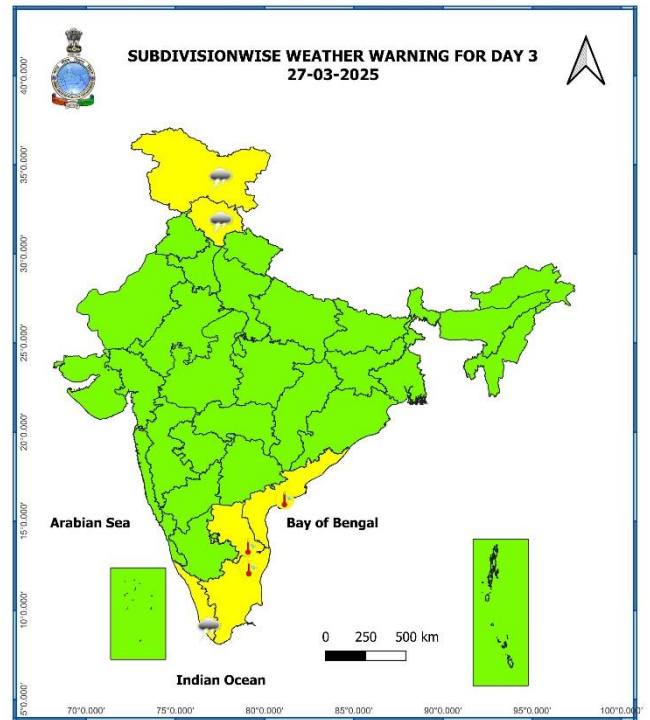 SUBDIVISIONWISE WEATHER WARNING FOR DAY 3
27-03-2025
40°0.000'
35°0.000'
30°0.000'
25°0.000'
20°0.000'
15°0.000'
10°0.000'
5°0.000'
Arabian Sea
Bay of Bengal
0 250 500 km
Indian Ocean
70°0.000' 75°0.000' 80°0.000' 85°0.000' 90°0.000' 95°0.000' 100°0.000'